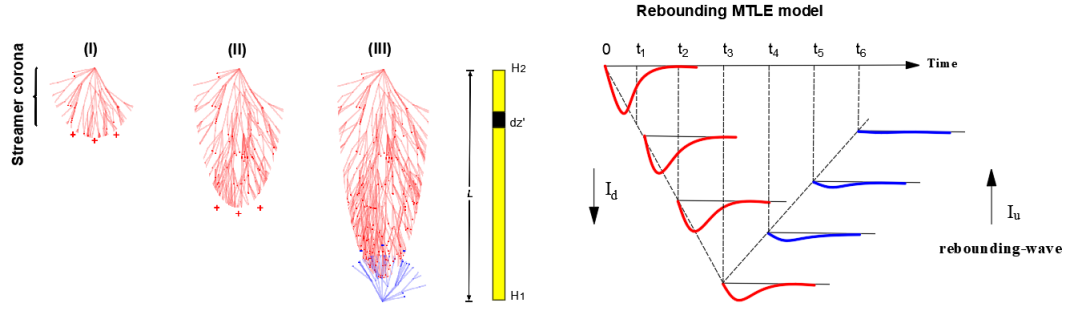 Rebounding MTLE model
(I)
(II)
(III)
Streamer corona
+ + +
+ + +
L
H2
dz'
H1
0 t1 t2 t3 t4 t5 t6
Time
Id
Iu
rebounding-wave